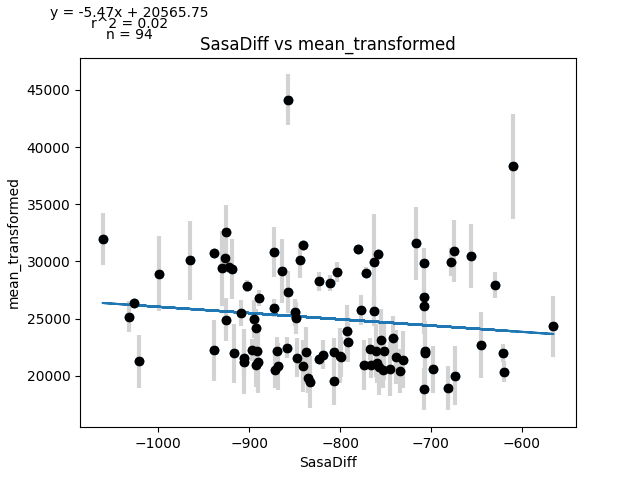 y = -5.47x + 20565.75
r^2 = 0.02
n = 94
SasaDiff vs mean_transformed
45000
40000
35000
30000
25000
20000
mean_transformed
−1000
−900
−800
−700
−600
SasaDiff